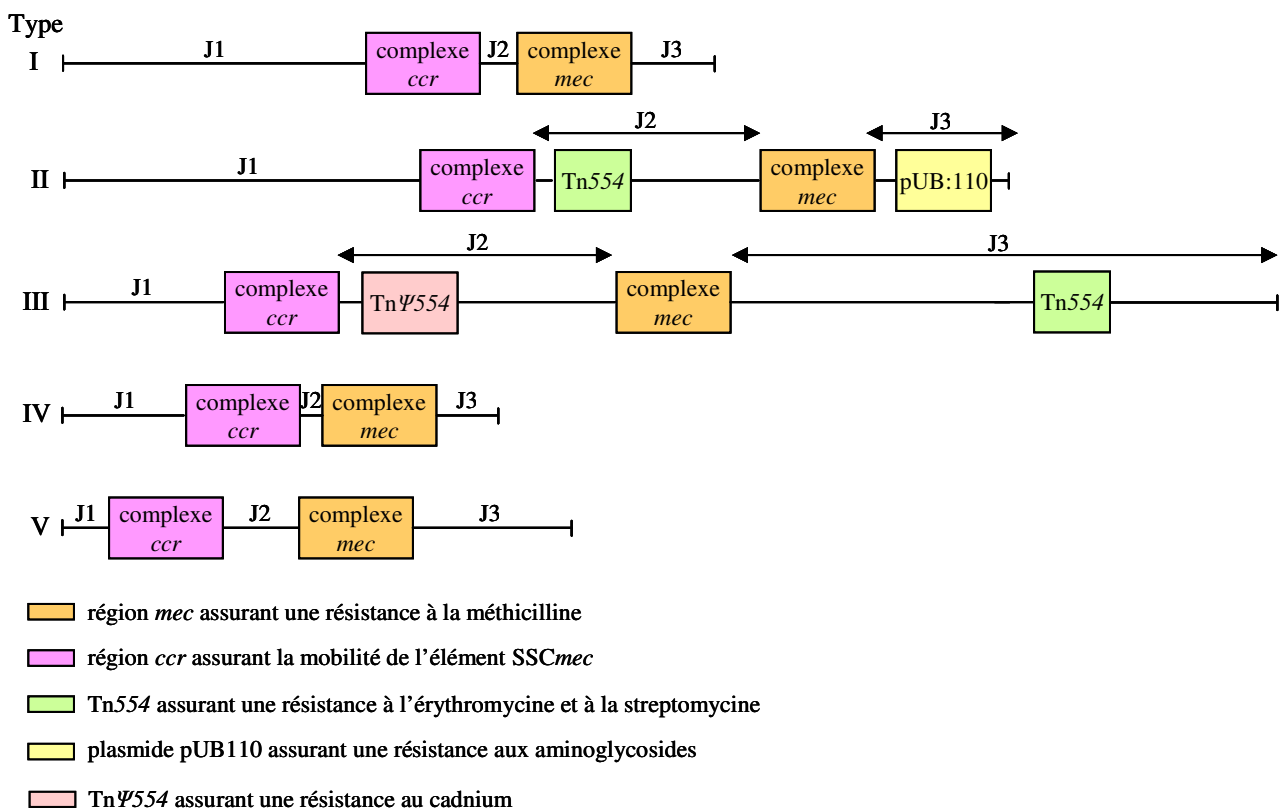 Type
I J1 complexe ccr J2 complexe mec J3
J2 J3
II J1 complexe ccr Tn554 complexe mec pUB:110
J2 J3
III J1 complexe ccr TnΨ554 complexe mec Tn554
IV J1 complexe ccr J2 complexe mec J3
V J1 complexe ccr J2 complexe mec J3
région mec assurant une résistance à la méthicilline
région ccr assurant la mobilité de l'élément SSCmec
Tn554 assurant une résistance à l'érythromycine et à la streptomycine
plasmide pUB110 assurant une résistance aux aminoglycosides
TnΨ554 assurant une résistance au cadnium